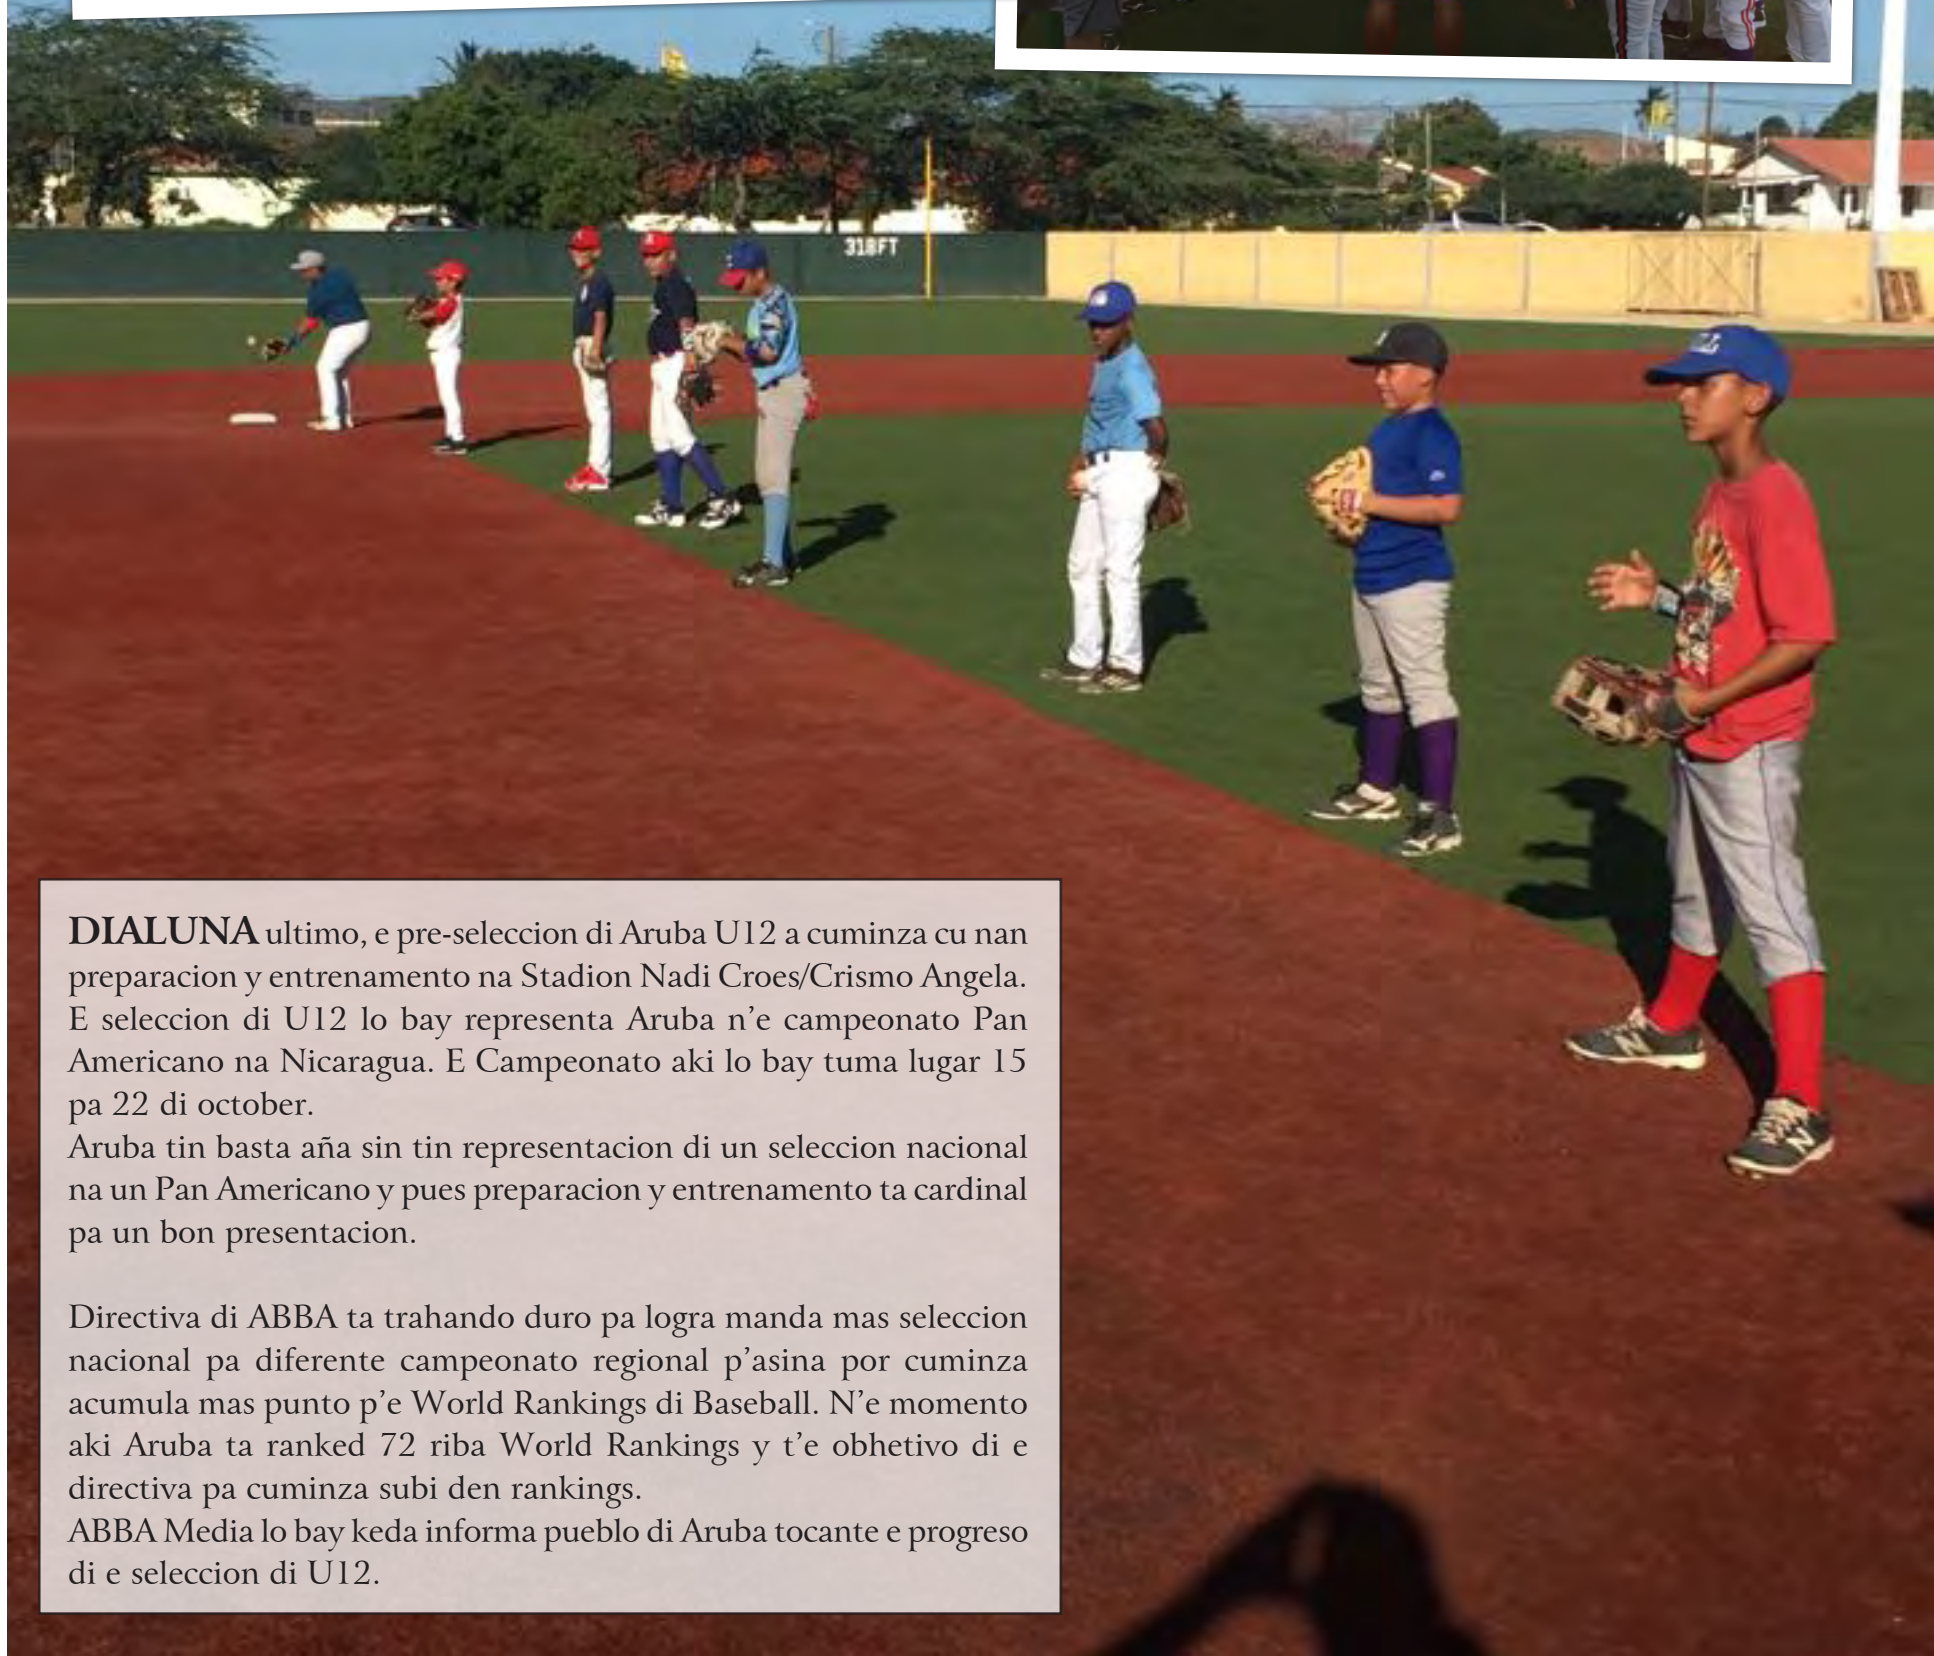 318FT
DIALUNA ultimo, e pre-seleccion di Aruba U12 a cuminza cu nan
preparacion y entrenamento na Stadion Nadi Croes/Crismo Angela.
E seleccion di U12 lo bay representa Aruba n’e campeonato Pan
Americano na Nicaragua. E Campeonato aki lo bay tuma lugar 15
pa 22 di october.
Aruba tin basta aña sin tin representacion di un seleccion nacional
na un Pan Americano y pues preparacion y entrenamento ta cardinal
pa un bon presentacion.
Directiva di ABBA ta trahando duro pa logra manda mas seleccion
nacional pa diferente campeonato regional p’asina por cuminza
acumula mas punto p’e World Rankings di Baseball. N’e momento
aki Aruba ta ranked 72 riba World Rankings y t’e obhetivo di e
directiva pa cuminza subi den rankings.
ABBA Media lo bay keda informa pueblo di Aruba tocante e progreso
di e seleccion di U12.